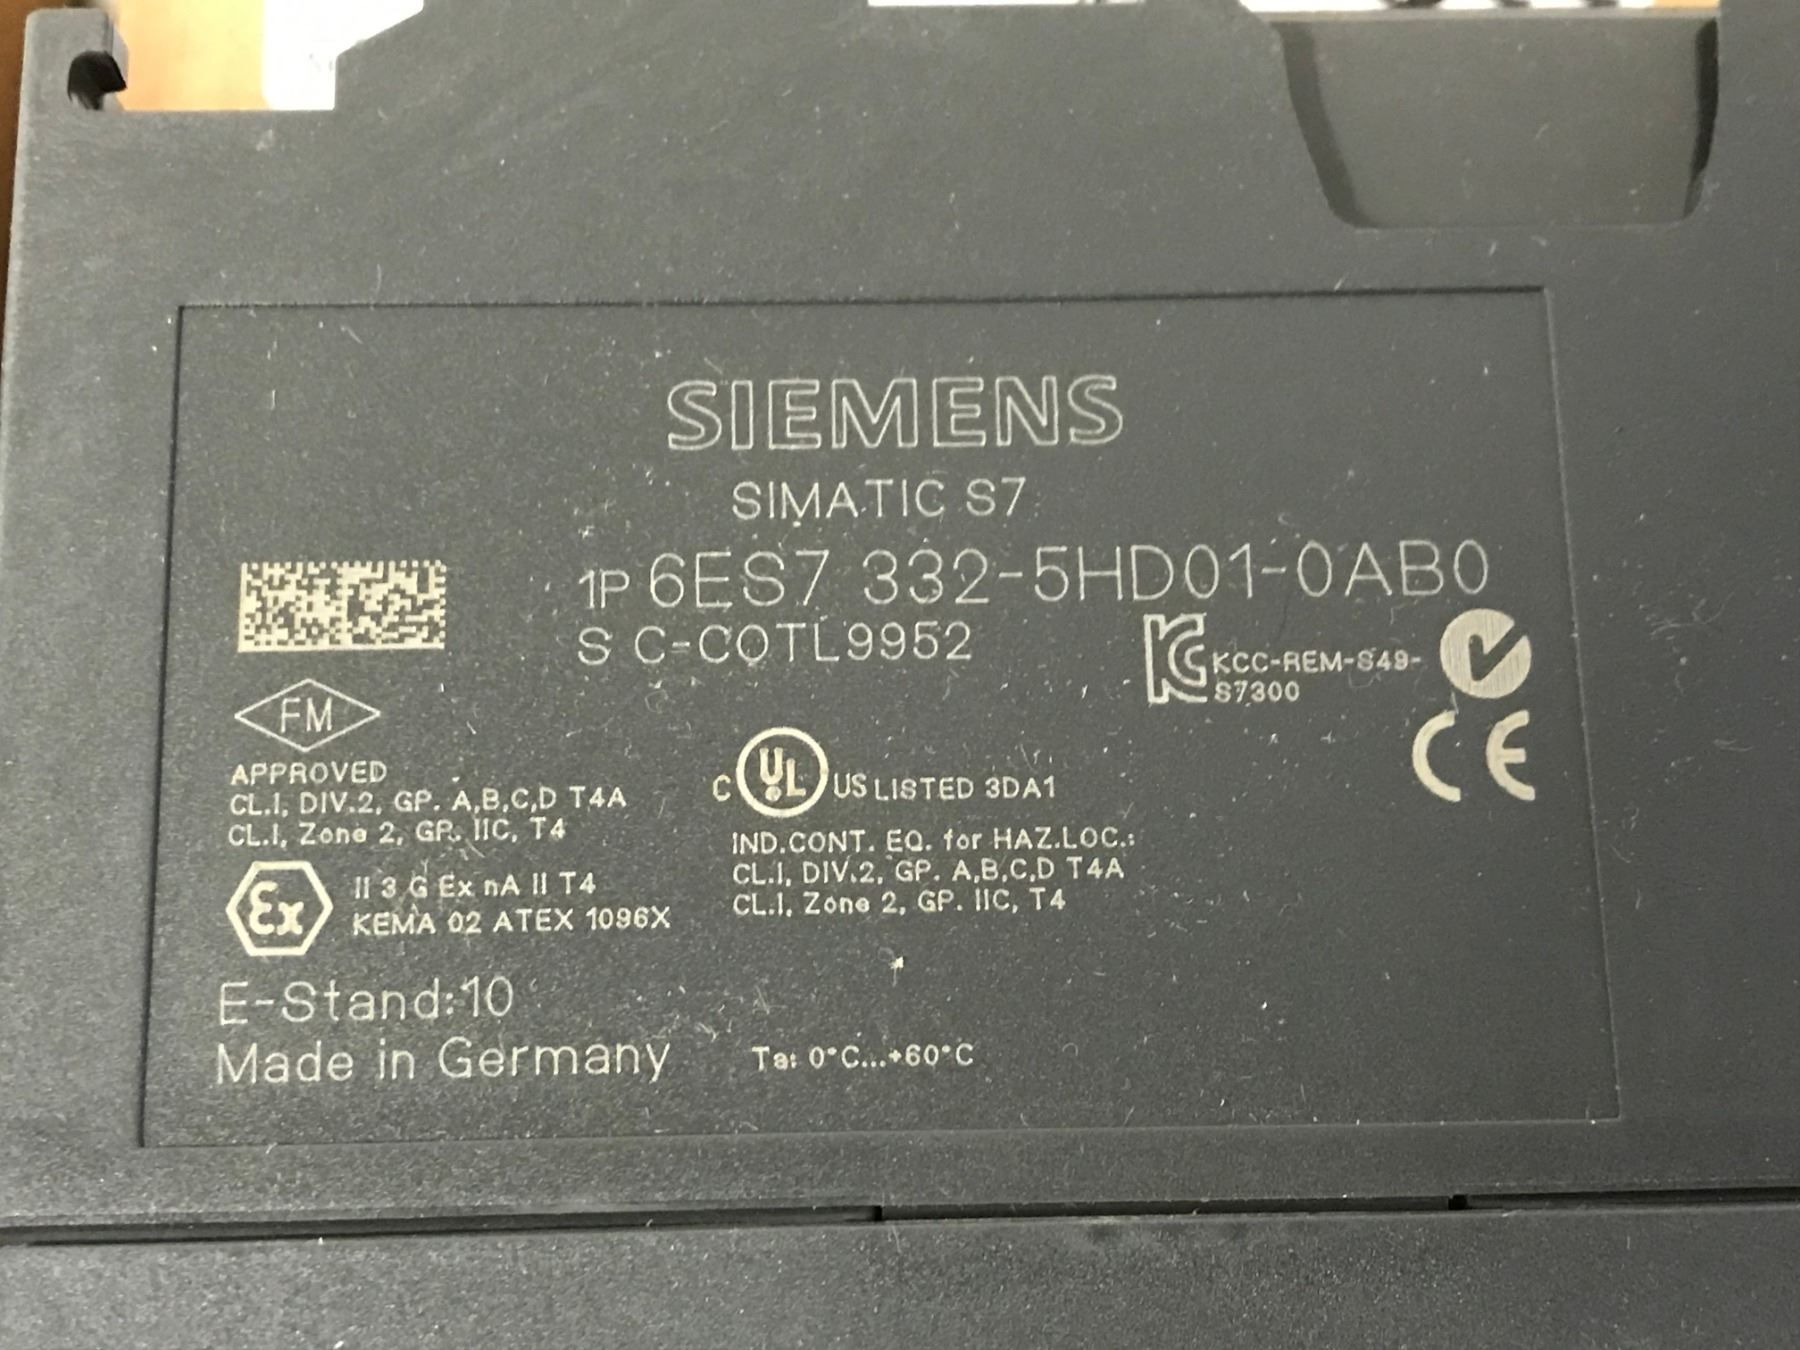 SIEMENS
SIMATIC S7
1P 6ES7 332-5HD01-0AB0
S C-COTL9952
KCC-REM-S49-
S7300
FM
APPROVED
CL.I, DIV.2, GP. A,B,C,D T4A
CL.I, Zone 2, GP. IIC, T4
C UL US LISTED 3DA1
IND.CONT. EQ. for HAZ.LOC.:
CL.I, DIV.2, GP. A,B,C,D T4A
CL.I, Zone 2, GP. IIC, T4
CE
Ex II 3 G Ex nA II T4
KEMA 02 ATEX 1096X
E-Stand:10
Made in Germany
Ta: 0°C...+60°C